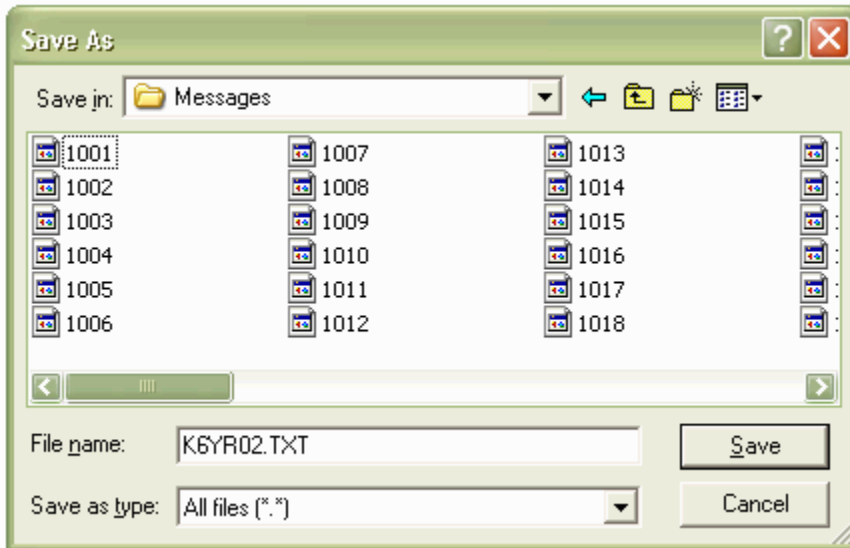 Save As
Save in: Messages
1001 1007 1013
1002 1008 1014
1003 1009 1015
1004 1010 1016
1005 1011 1017
1006 1012 1018
File name: K6YR02.TXT Save
Save as type: All files (*.*) Cancel